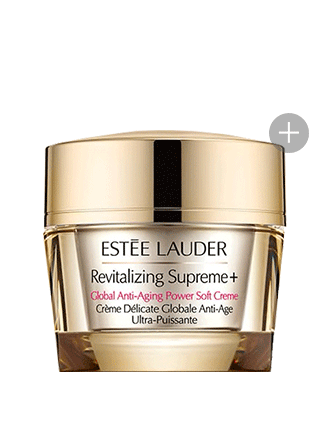 ESTĒE LAUDER
Revitalizing Supreme+
Global Anti-Aging Power Soft Creme
Crème Délicate Globale Anti-Age
Ultra-Puissante